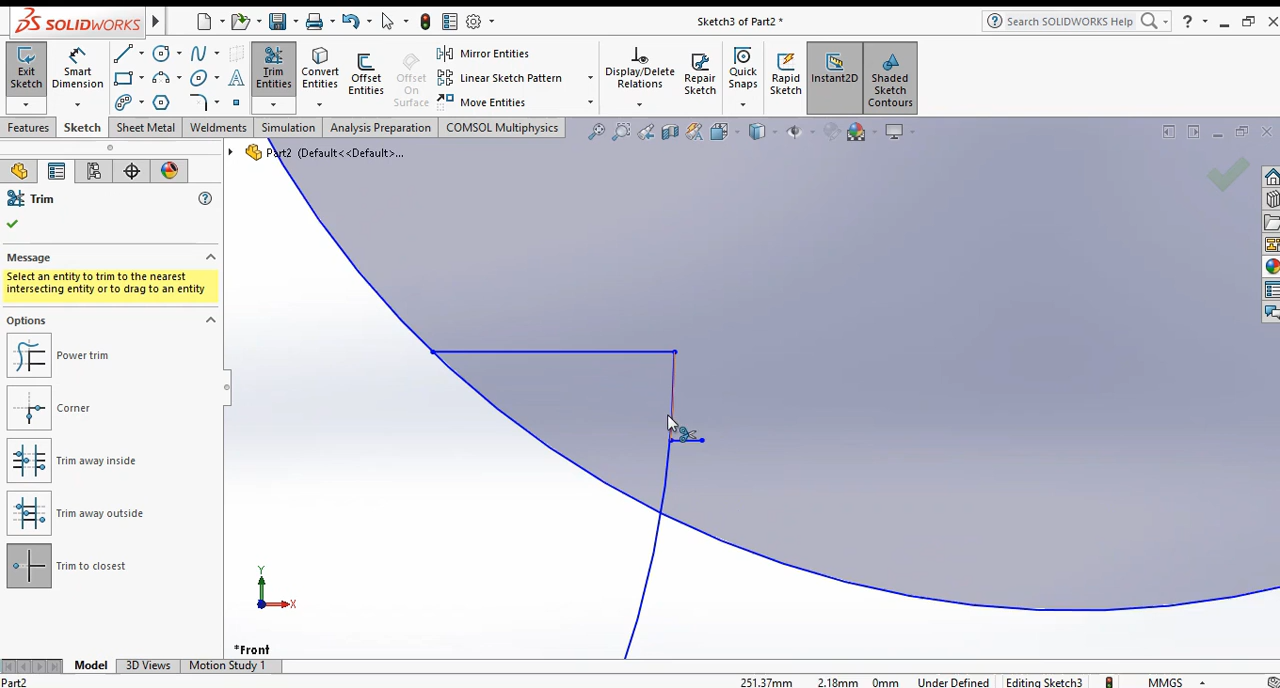 SOLIDWORKS
Sketch3 of Part2 *
Search SOLIDWORKS Help
?
Exit Sketch
Smart Dimension
Trim Entities
Convert Entities
Offset Entities
Offset On Surface
Mirror Entities
Linear Sketch Pattern
Move Entities
Display/Delete Relations
Repair Sketch
Quick Snaps
Rapid Sketch
Instant2D
Shaded Sketch Contours
Features
Sketch
Sheet Metal
Weldments
Simulation
Analysis Preparation
COMSOL Multiphysics
Part2 (Default<<Default>...
Trim
Message
Select an entity to trim to the nearest
intersecting entity or to drag to an entity
Options
Power trim
Corner
Trim away inside
Trim away outside
Trim to closest
Y
X
*Front
Model
3D Views
Motion Study 1
Part2
251.37mm
2.18mm
0mm
Under Defined
Editing Sketch3
MMGS